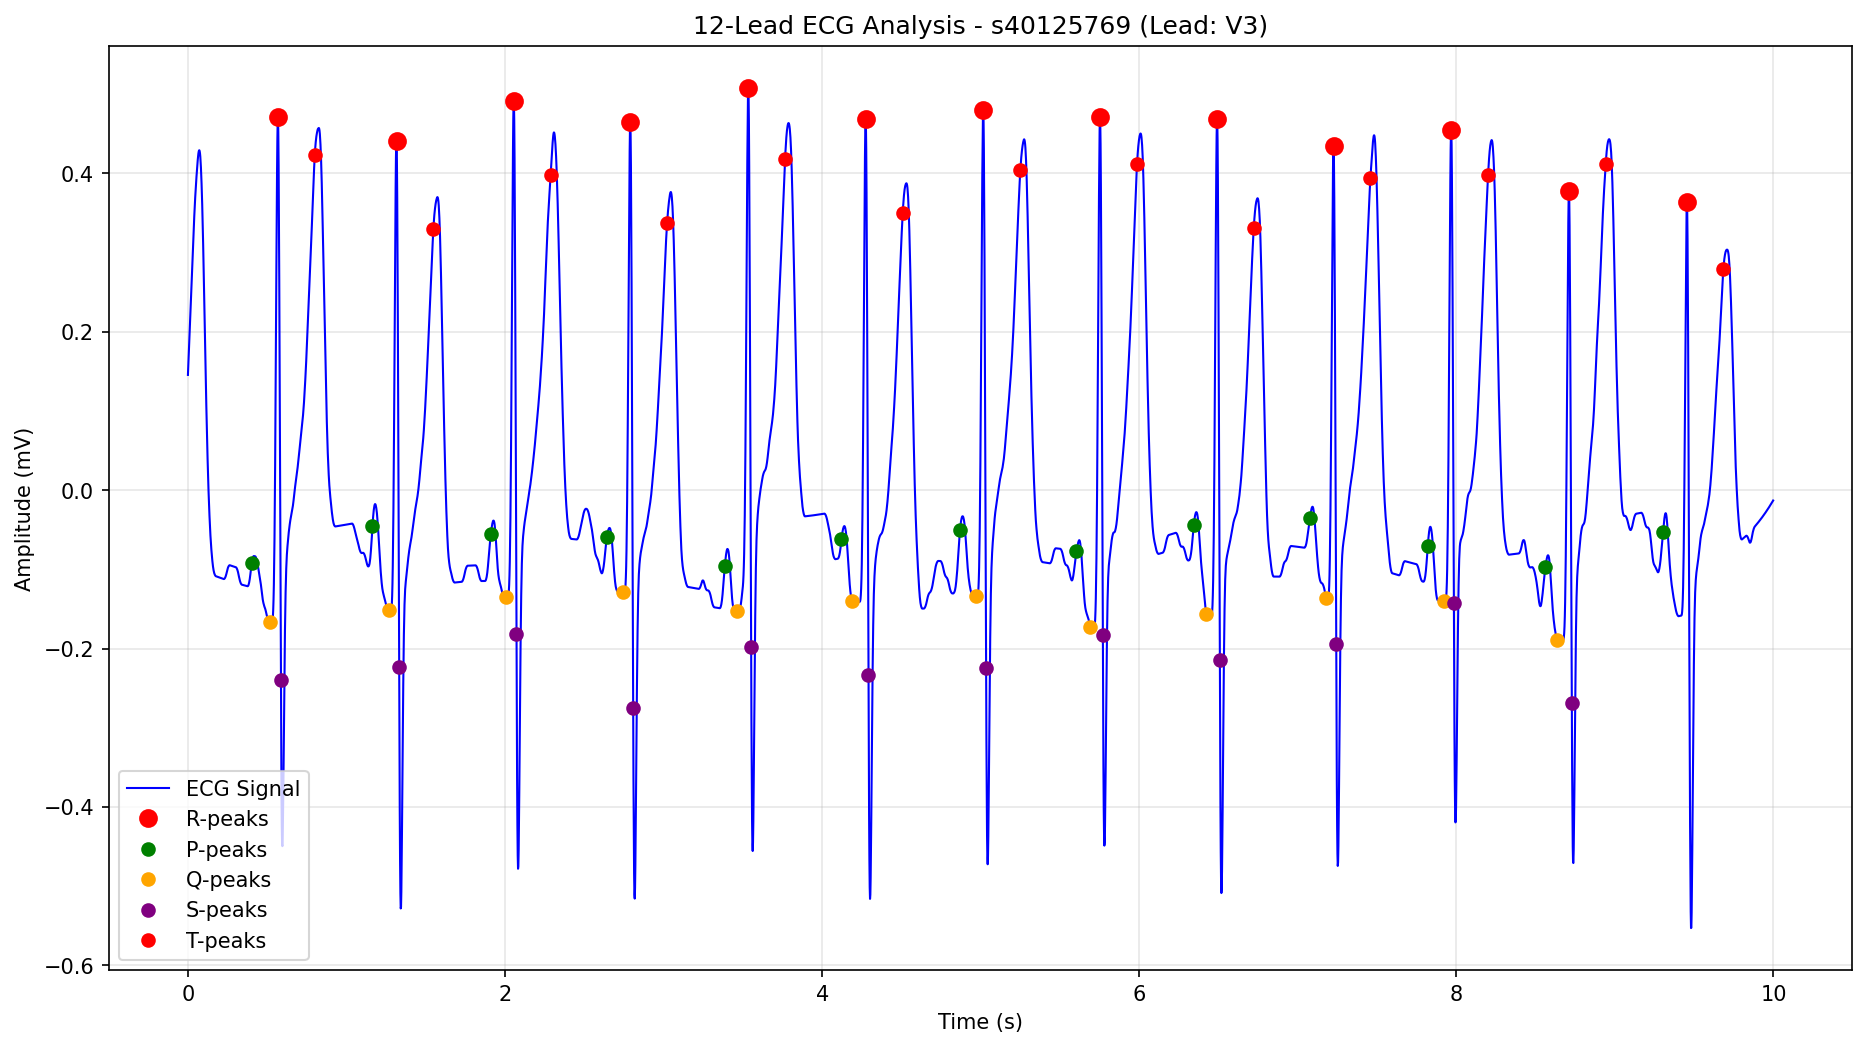 12-Lead ECG Analysis - s40125769 (Lead: V3)
Amplitude (mV)
0.4
0.2
0.0
−0.2
−0.4
−0.6
ECG Signal
R-peaks
P-peaks
Q-peaks
S-peaks
T-peaks
0 2 4 6 8 10
Time (s)